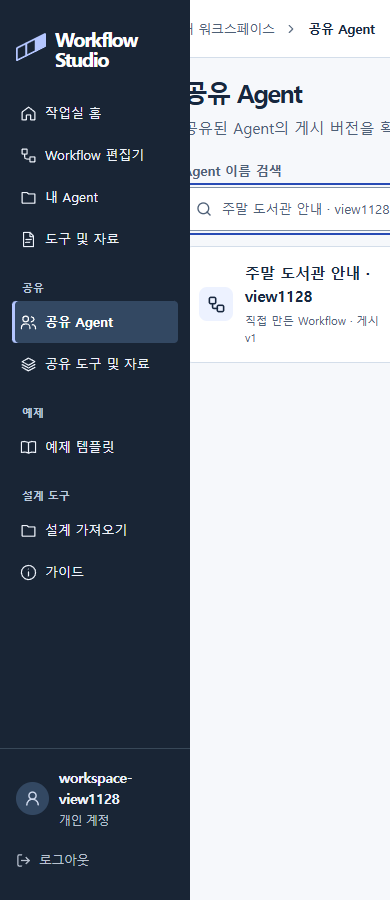 Workflow
Studio
작업실 홈
Workflow 편집기
내 Agent
도구 및 자료
공유
공유 Agent
공유 도구 및 자료
예제
예제 템플릿
설계 도구
설계 가져오기
가이드
workspace-
view1128
개인 계정
로그아웃
워크스페이스 > 공유 Agent
공유 Agent
공유된 Agent의 게시 버전을
Agent 이름 검색
주말 도서관 안내 · view1128
주말 도서관 안내 ·
view1128
직접 만든 Workflow · 게시
v1